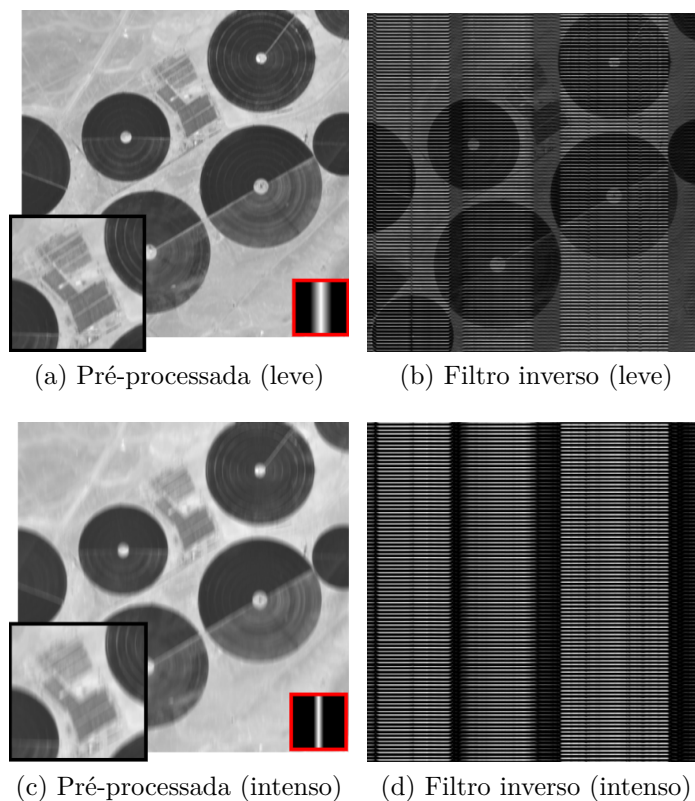 (a) Pré-processada (leve)
(b) Filtro inverso (leve)
(c) Pré-processada (intenso)
(d) Filtro inverso (intenso)